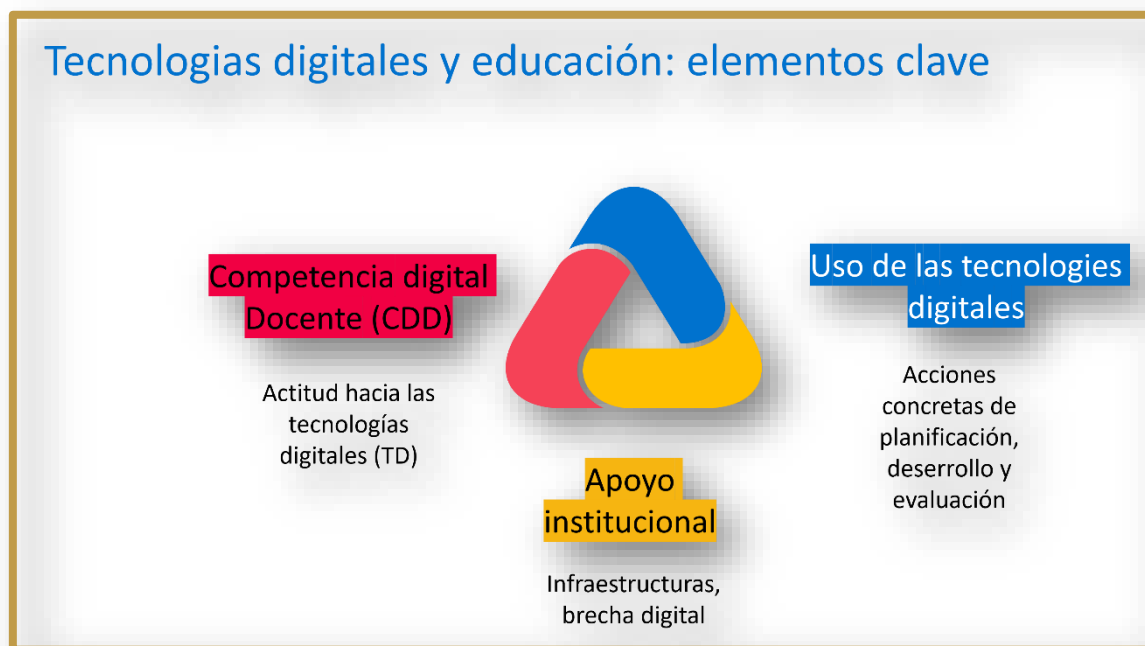 Tecnologias digitales y educación: elementos clave
Competencia digital
Docente (CDD)
Actitud hacia las
tecnologías
digitales (TD)
Apoyo
institucional
Infraestructuras,
brecha digital
Uso de las tecnologies
digitales
Acciones
concretas de
planificación,
deserrollo y
evaluación